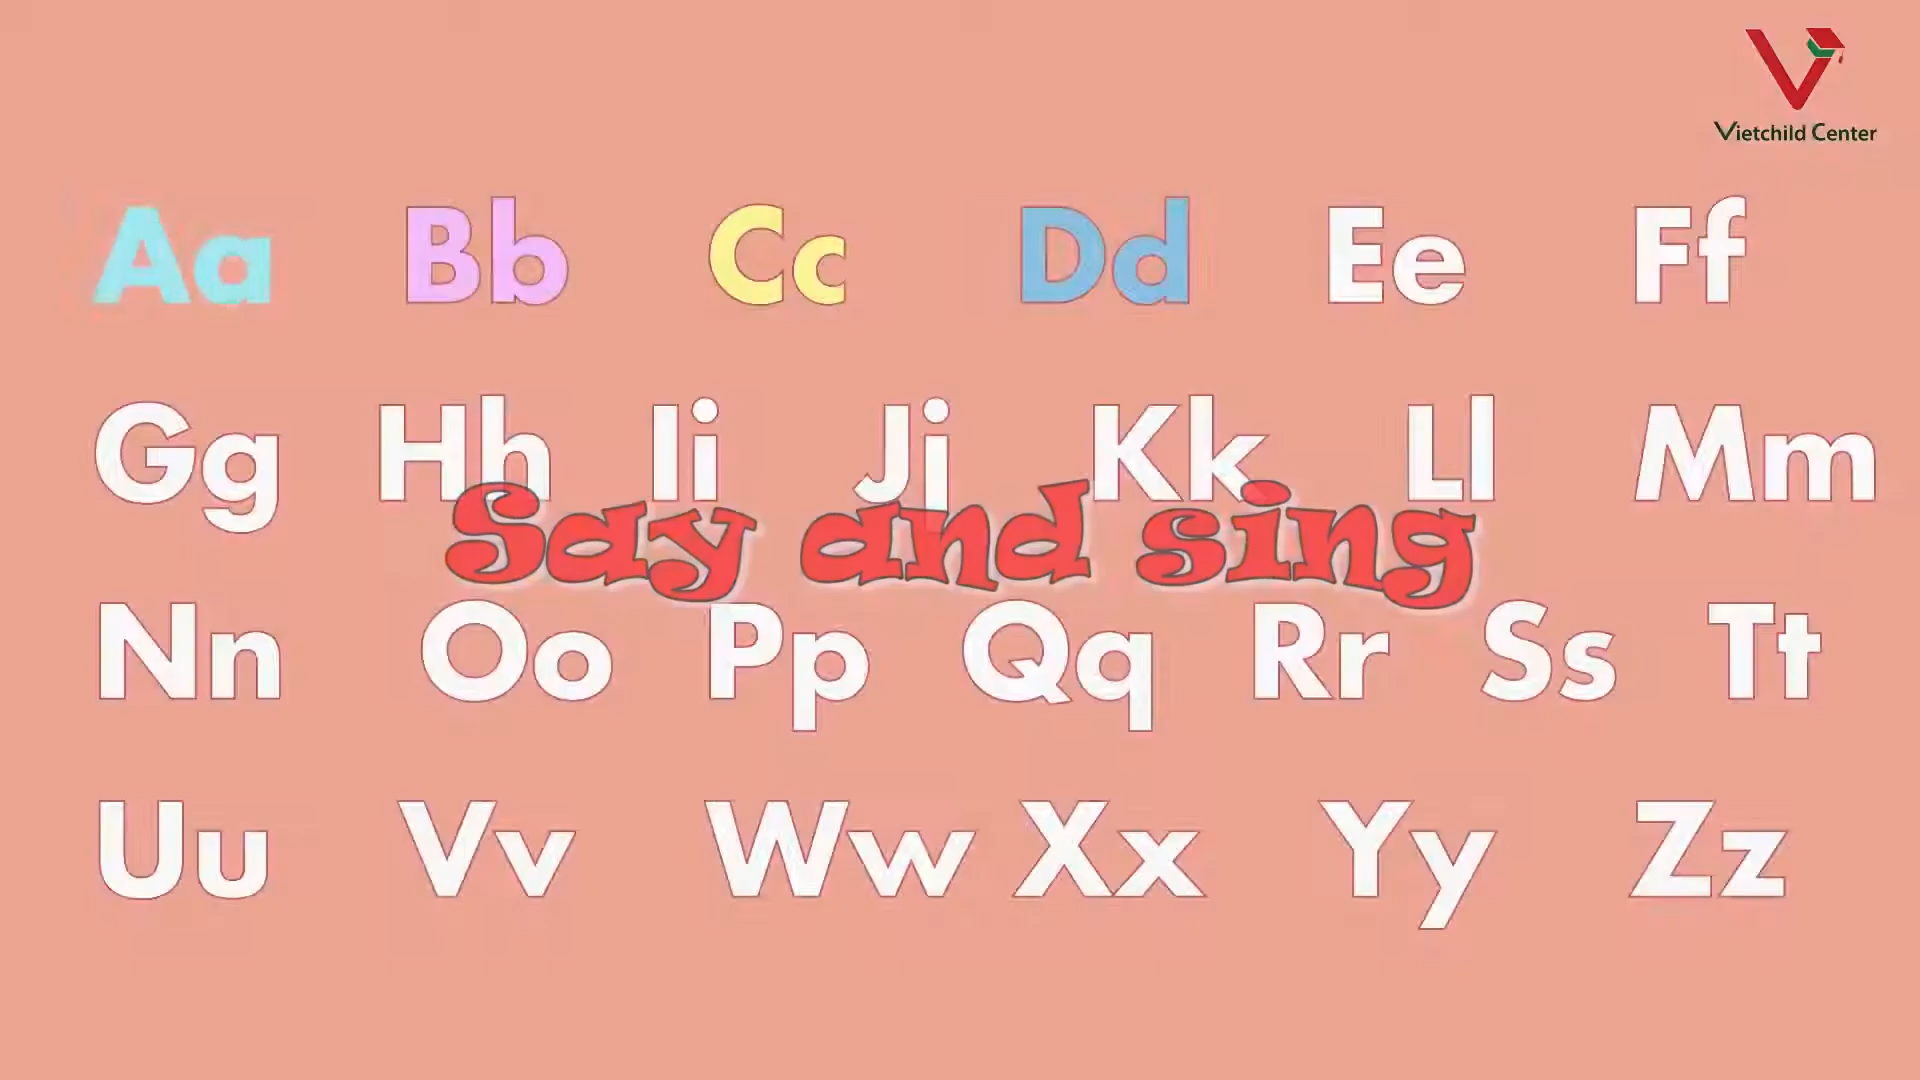 Vietchild Center
Aa Bb Cc Dd Ee Ff
Gg Hh Ii Jj Kk Ll Mm
Say and sing
Nn Oo Pp Qq Rr Ss Tt
Uu Vv Ww Xx Yy Zz